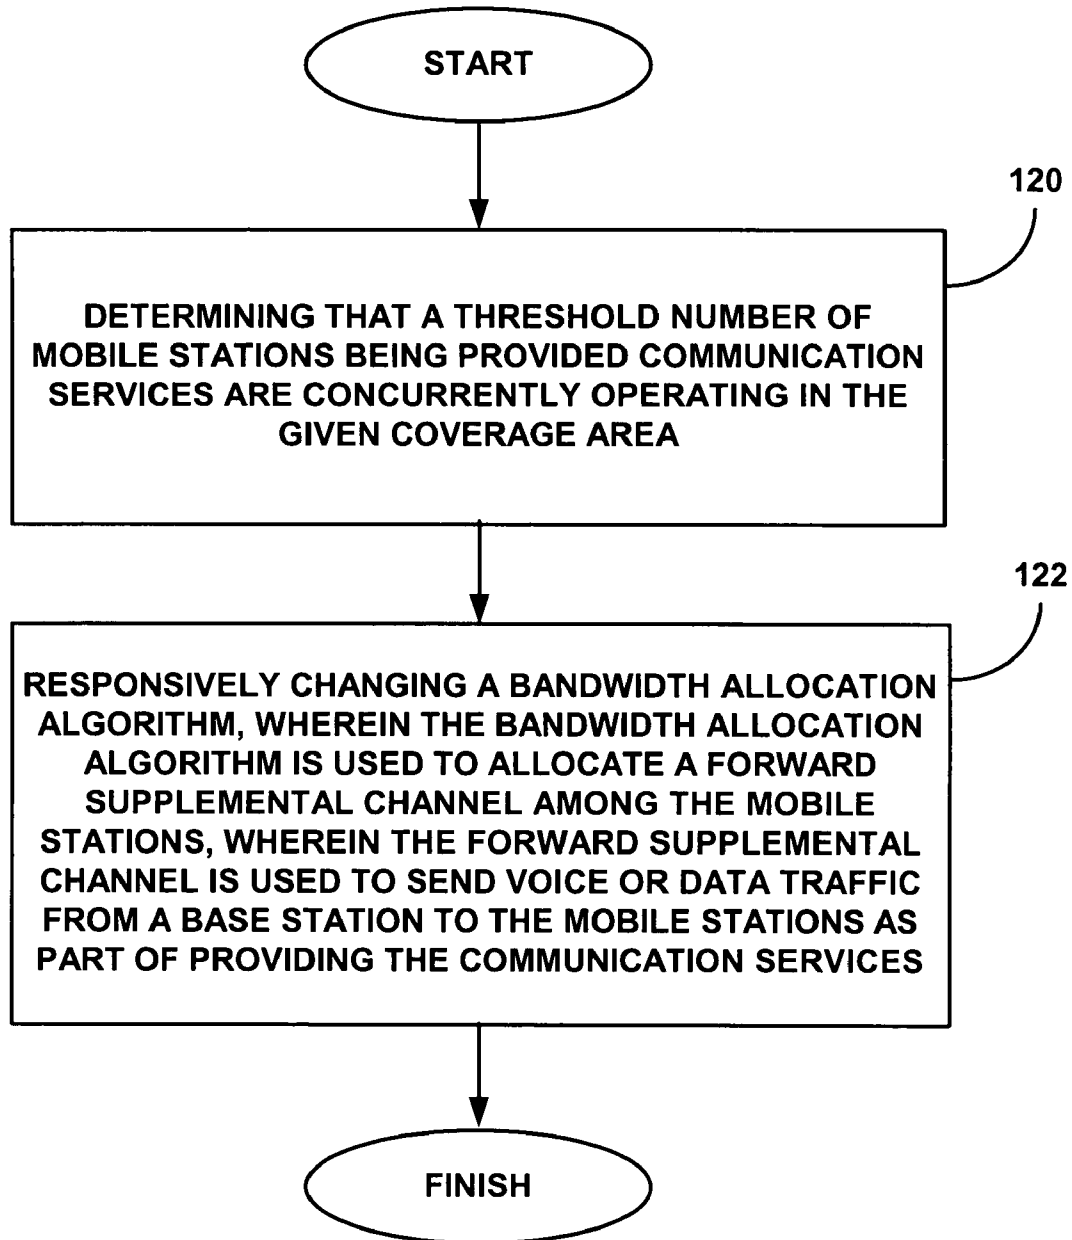 START
120
DETERMINING THAT A THRESHOLD NUMBER OF
MOBILE STATIONS BEING PROVIDED COMMUNICATION
SERVICES ARE CONCURRENTLY OPERATING IN THE
GIVEN COVERAGE AREA
122
RESPONSIVELY CHANGING A BANDWIDTH ALLOCATION
ALGORITHM, WHEREIN THE BANDWIDTH ALLOCATION
ALGORITHM IS USED TO ALLOCATE A FORWARD
SUPPLEMENTAL CHANNEL AMONG THE MOBILE
STATIONS, WHEREIN THE FORWARD SUPPLEMENTAL
CHANNEL IS USED TO SEND VOICE OR DATA TRAFFIC
FROM A BASE STATION TO THE MOBILE STATIONS AS
PART OF PROVIDING THE COMMUNICATION SERVICES
FINISH